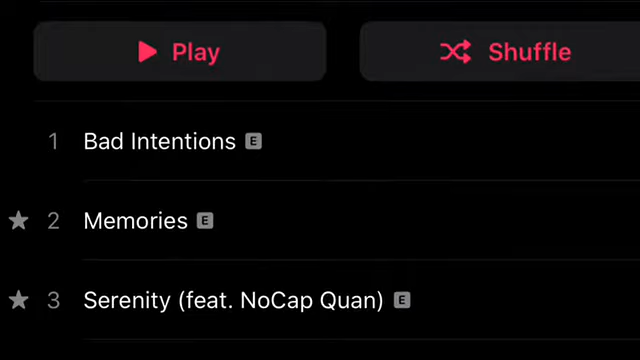 Play Shuffle
1 Bad Intentions E
2 Memories E
3 Serenity (feat. NoCap Quan) E